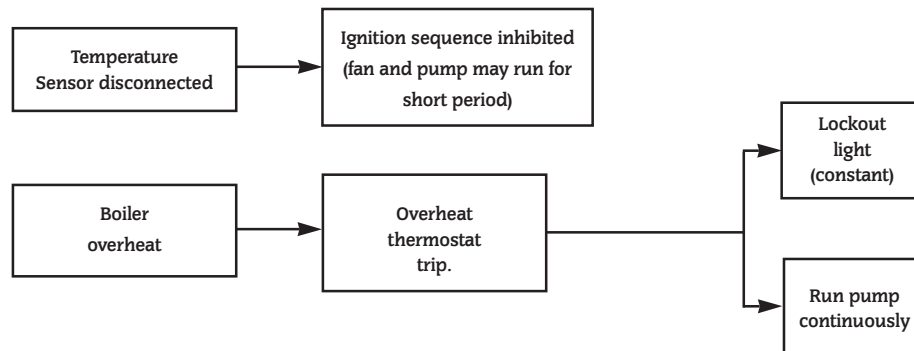 Temperature
Sensor disconnected
Ignition sequence inhibited
(fan and pump may run for
short period)
Boiler
overheat
Overheat
thermostat
trip.
Lockout
light
(constant)
Run pump
continuously